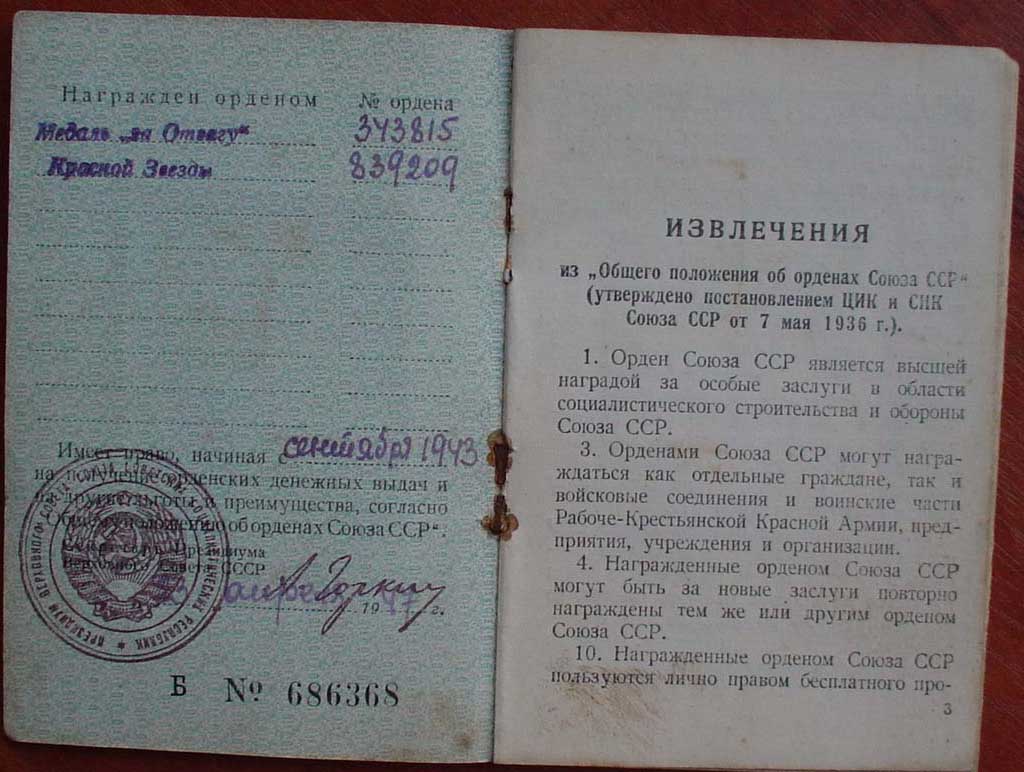 Награжден орденом № ордена
Медаль „за Отвагу“ 343815
Красной Звезды 839209
Имеет право, начиная с сентября 1943
на получение орденских денежных выдач и
на другие льготы и преимущества, согласно
„Общему положению об орденах Союза ССР“.
Секретарь Президиума
Верховного Совета СССР
А Горкин
апреля 1947 г.
Б № 686368
ИЗВЛЕЧЕНИЯ
из „Общего положения об орденах Союза ССР“
(утверждено постановлением ЦИК и СНК
Союза ССР от 7 мая 1936 г.).
1. Орден Союза ССР является высшей
наградой за особые заслуги в области
социалистического строительства и обороны
Союза ССР.
3. Орденами Союза ССР могут награ-
ждаться как отдельные граждане, так и
войсковые соединения и воинские части
Рабоче-Крестьянской Красной Армии, пред-
приятия, учреждения и организации.
4. Награжденные орденом Союза ССР
могут быть за новые заслуги повторно
награждены тем же или другим орденом
Союза ССР.
10. Награжденные орденом Союза ССР
пользуются лично правом бесплатного про-
3